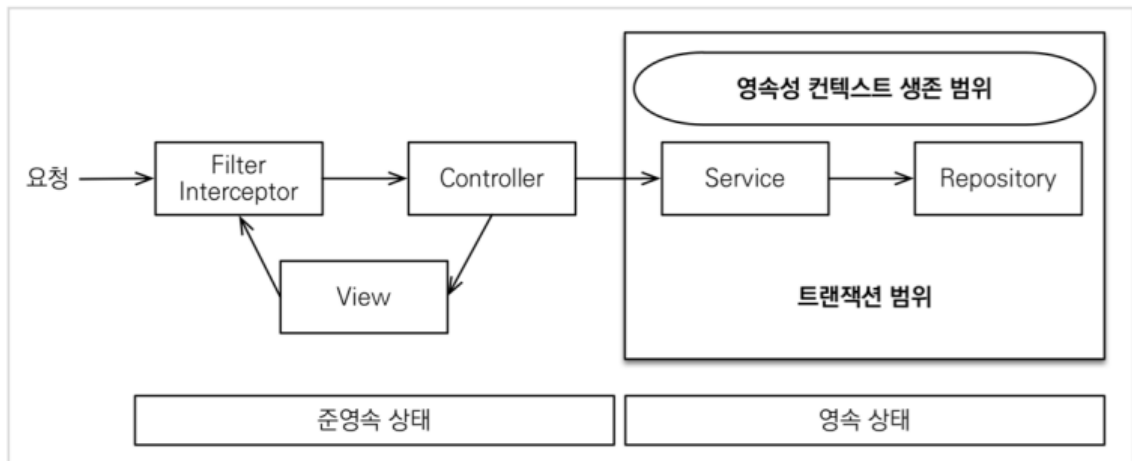 영속성 컨텍스트 생존 범위
요청
Filter
Interceptor
Controller
Service
Repository
View
트랜잭션 범위
준영속 상태
영속 상태